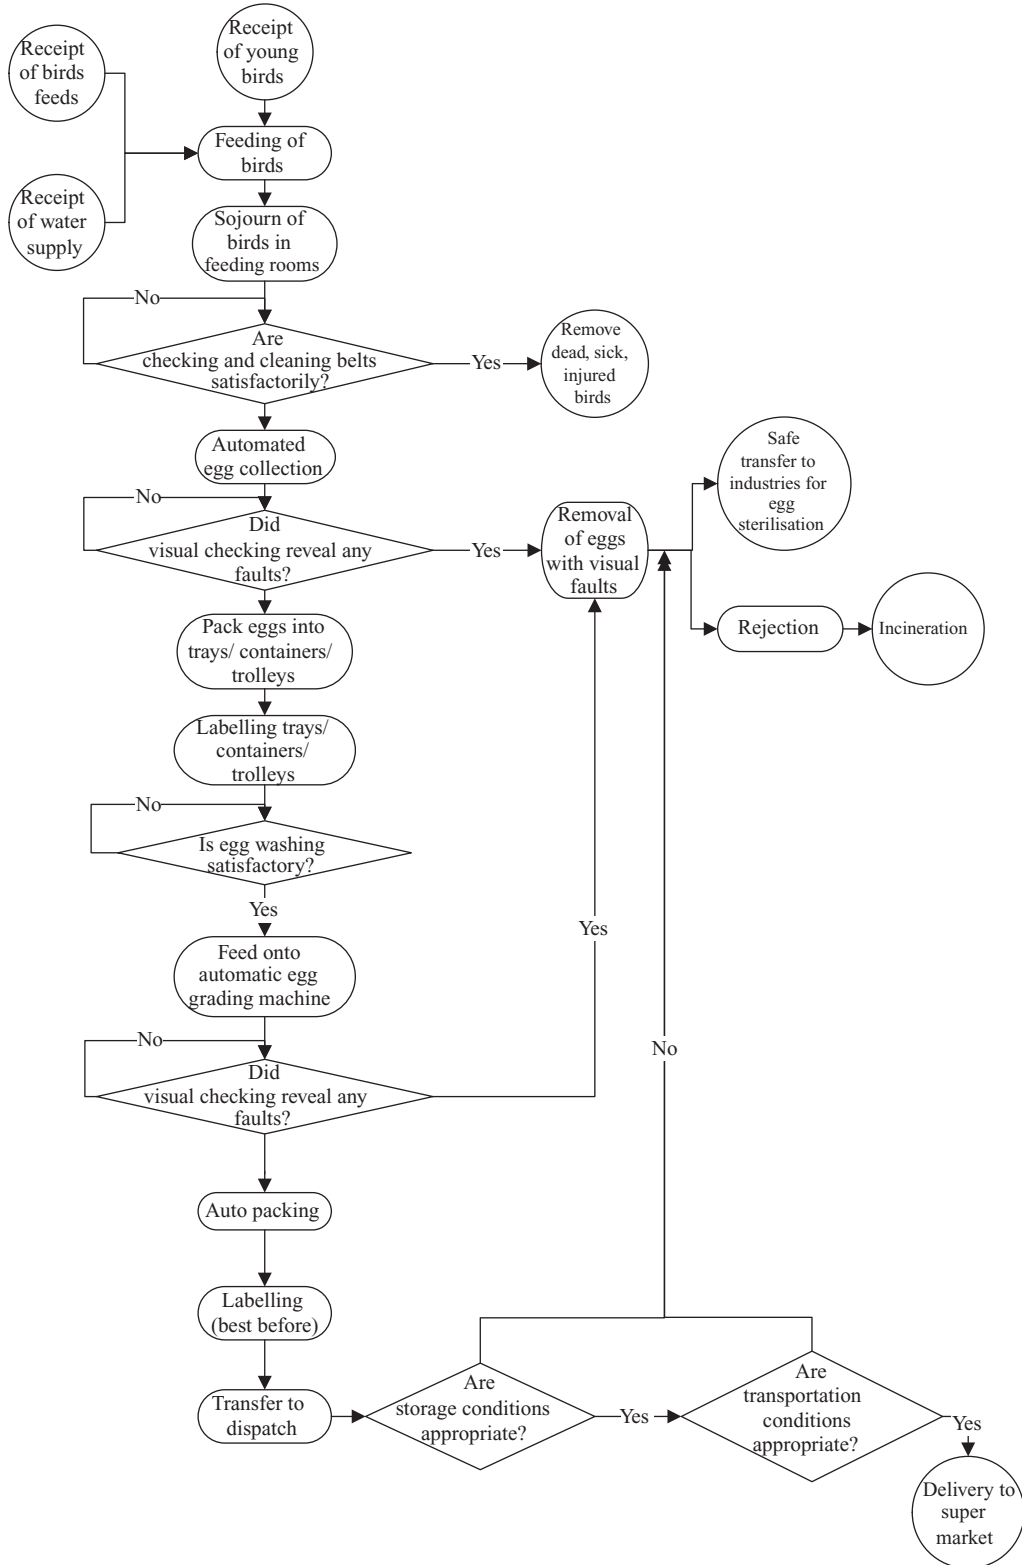 Receipt
of young
birds
Receipt
of birds
feeds
Feeding of
birds
Receipt
of water
supply
Sojourn of
birds in
feeding rooms
No
Are
checking and cleaning belts
satisfactorily?
Yes
Remove
dead, sick,
injured
birds
Automated
egg collection
Safe
transfer to
industries for
egg
sterilisation
No
Did
visual checking reveal any
faults?
Yes
Removal
of eggs
with visual
faults
Rejection
Incineration
Pack eggs into
trays/ containers/
trolleys
Labelling trays/
containers/
trolleys
No
Is egg washing
satisfactory?
Yes
Yes
Feed onto
automatic egg
grading machine
No
No
Did
visual checking reveal any
faults?
Auto packing
Labelling
(best before)
Transfer to
dispatch
Are
storage conditions
appropriate?
Yes
Are
transportation
conditions
appropriate?
Yes
Delivery to
super
market